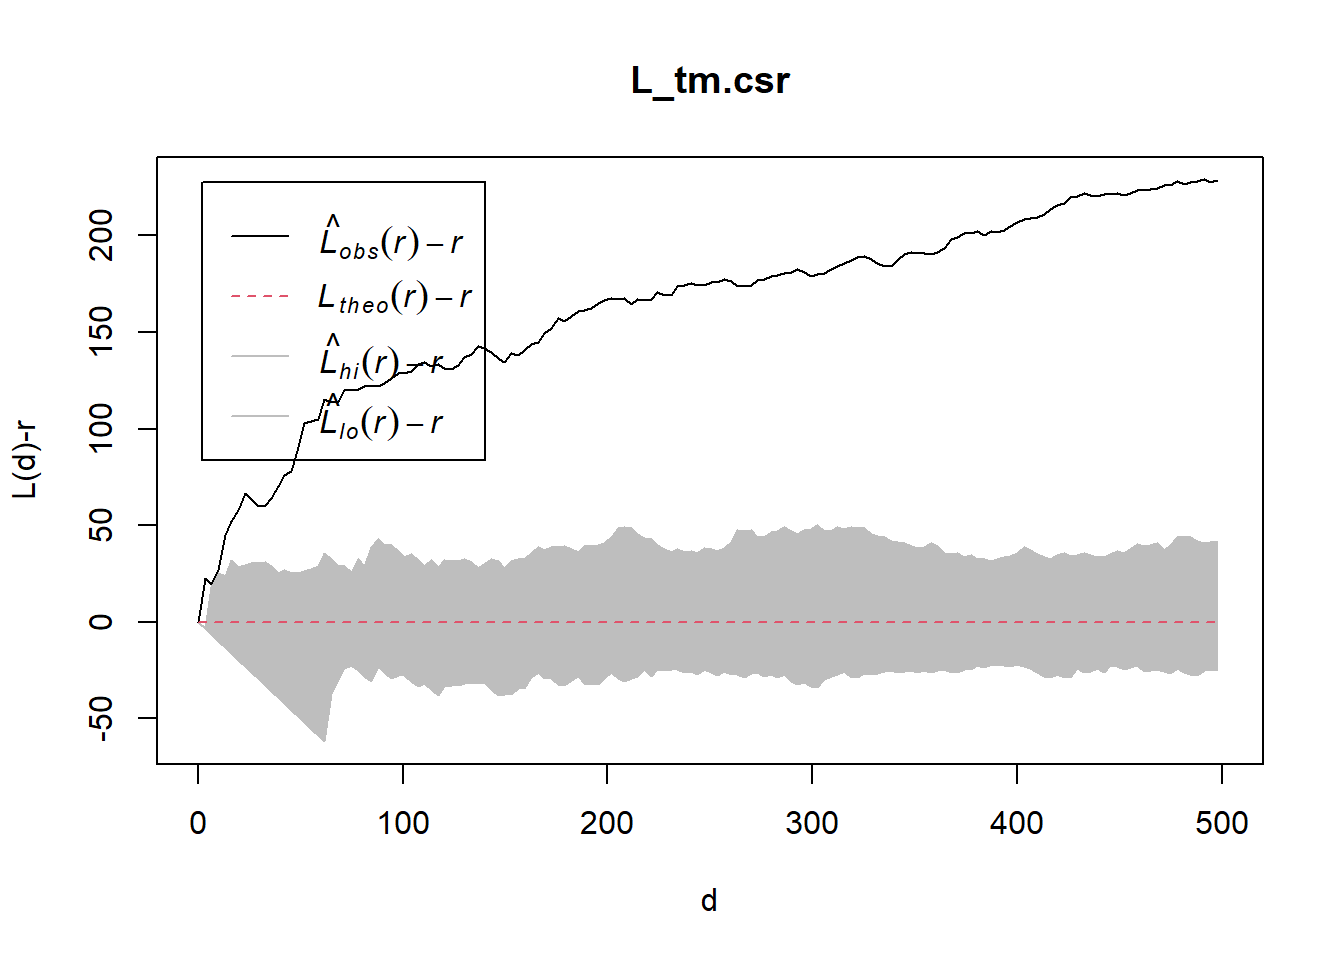 L_tm.csr
L̂obs(r) – r
Ltheo(r) – r
L̂hi(r) – r
L̂lo(r) – r
L(d)-r
200
150
100
50
0
-50
0 100 200 300 400 500
d